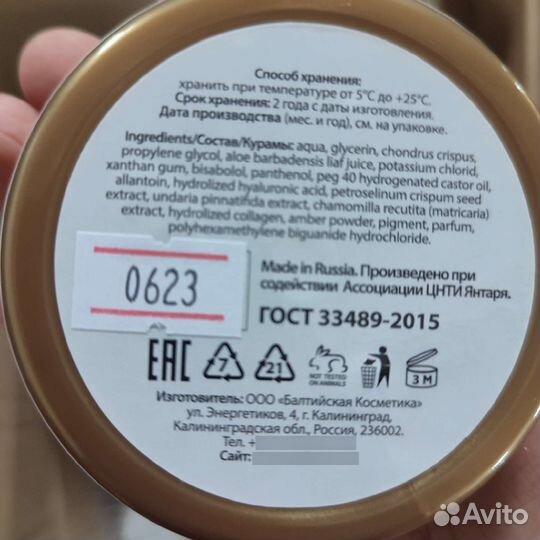 Способ хранения:
хранить при температуре от 5°С до +25°С.
Срок хранения: 2 года с даты изготовления.
Дата производства (мес. и год), см. на упаковке.
Ingredients/Состав/Курамы: aqua, glycerin, chondrus crispus,
propylene glycol, aloe barbadensis liaf juice, potassium chlorid,
xanthan gum, bisabolol, panthenol, peg 40 hydrogenated castor oil,
allantoin, hydrolized hyaluronic acid, petroselinum crispum seed
extract, undaria pinnatifida extract, chamomilla recutita (matricaria)
extract, hydrolized collagen, amber powder, pigment, parfum,
polyhexamethylene biguanide hydrochloride.
0623
Made in Russia. Произведено при
содействии Ассоциации ЦНТИ Янтаря.
ГОСТ 33489-2015
EAC 7 21 NOT TESTED ON ANIMALS 3 M
Изготовитель: ООО «Балтийская Косметика»
ул. Энергетиков, 4, г. Калининград,
Калининградская обл., Россия, 236002.
Тел. +
Сайт:
Avito